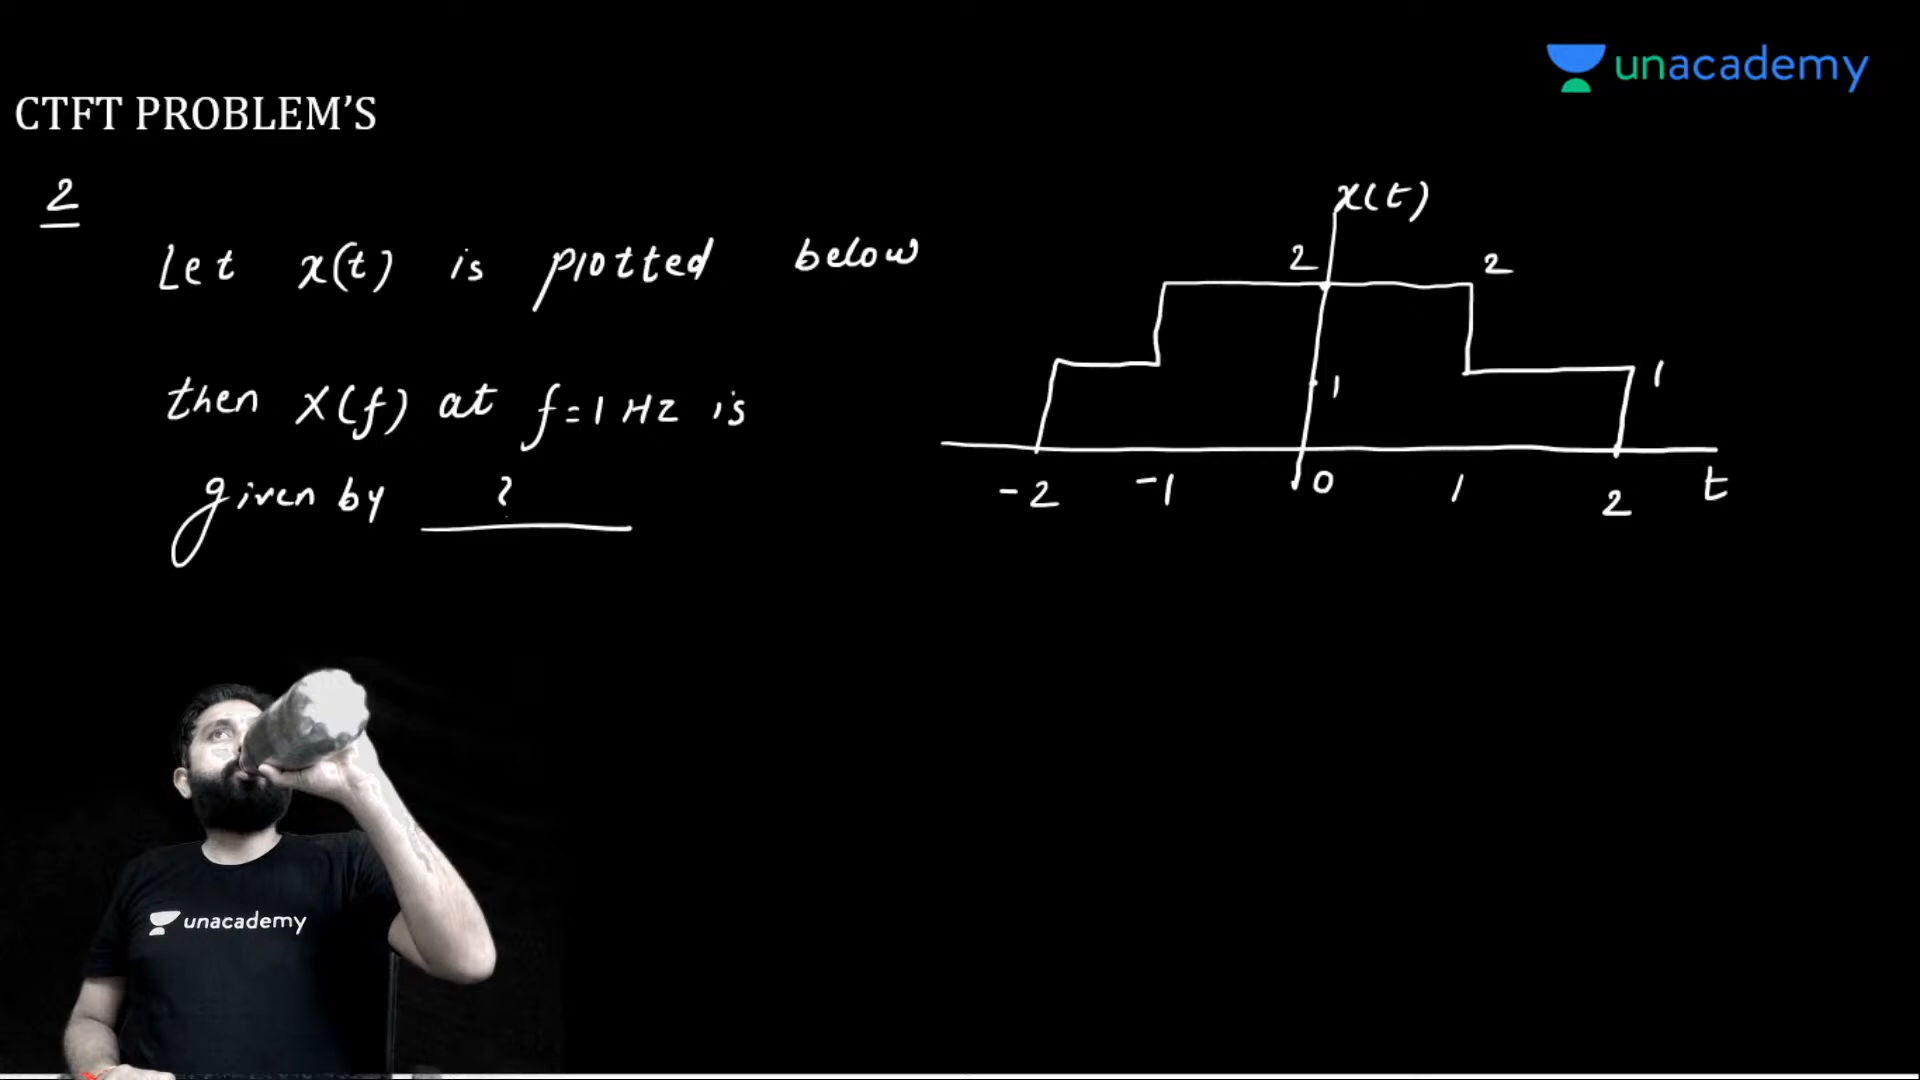 unacademy
CTFT PROBLEM’S
2
Let x(t) is plotted below
then X(f) at f=1 Hz is
given by ?
x(t)
2 2
1 1
-2 -1 0 1 2 t
unacademy